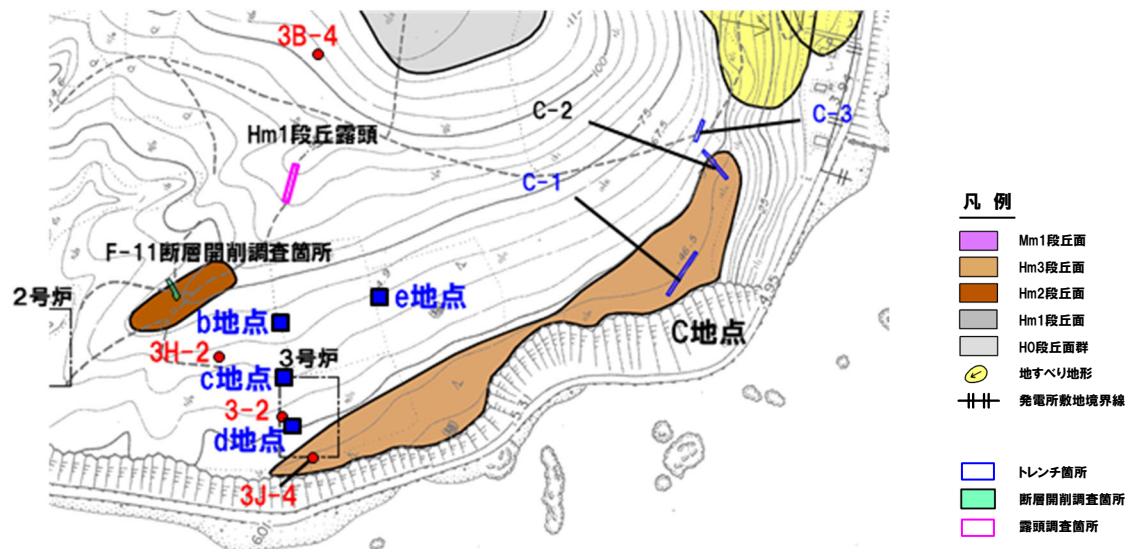 3B-4
100
C-2
75
C-3
Hm1段丘露頭
C-1
F-11断層開削調査箇所
46.5
25
2号炉
e地点
b地点
C地点
3H-2
3号炉
c地点
3-2
d地点
3J-4
凡 例
Mm1段丘面
Hm3段丘面
Hm2段丘面
Hm1段丘面
H0段丘面群
地すべり地形
発電所敷地境界線
トレンチ箇所
断層開削調査箇所
露頭調査箇所